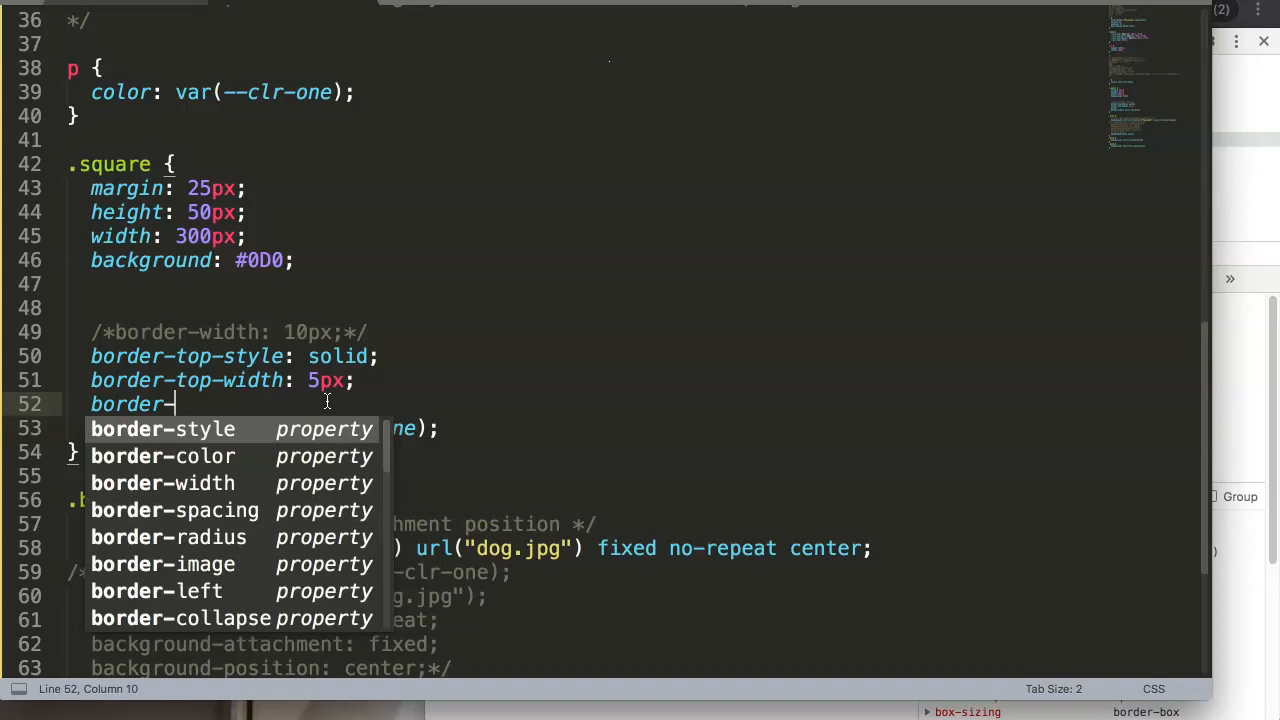 (2)
36 */
37
38 p {
39 color: var(--clr-one);
40 }
41
42 .square {
43 margin: 25px;
44 height: 50px;
45 width: 300px;
46 background: #0D0;
47
48
49 /*border-width: 10px;*/
50 border-top-style: solid;
51 border-top-width: 5px;
52 border-
53 ne);
54 }
55
56 .b
57 hment position */
58 ) url("dog.jpg") fixed no-repeat center;
59 /* -clr-one);
60 g.jpg");
61 eat;
62 background-attachment: fixed;
63 background-position: center;*/
border-style property
border-color property
border-width property
border-spacing property
border-radius property
border-image property
border-left property
border-collapse property
»
Group
)
Line 52, Column 10
Tab Size: 2
CSS
box-sizing border-box